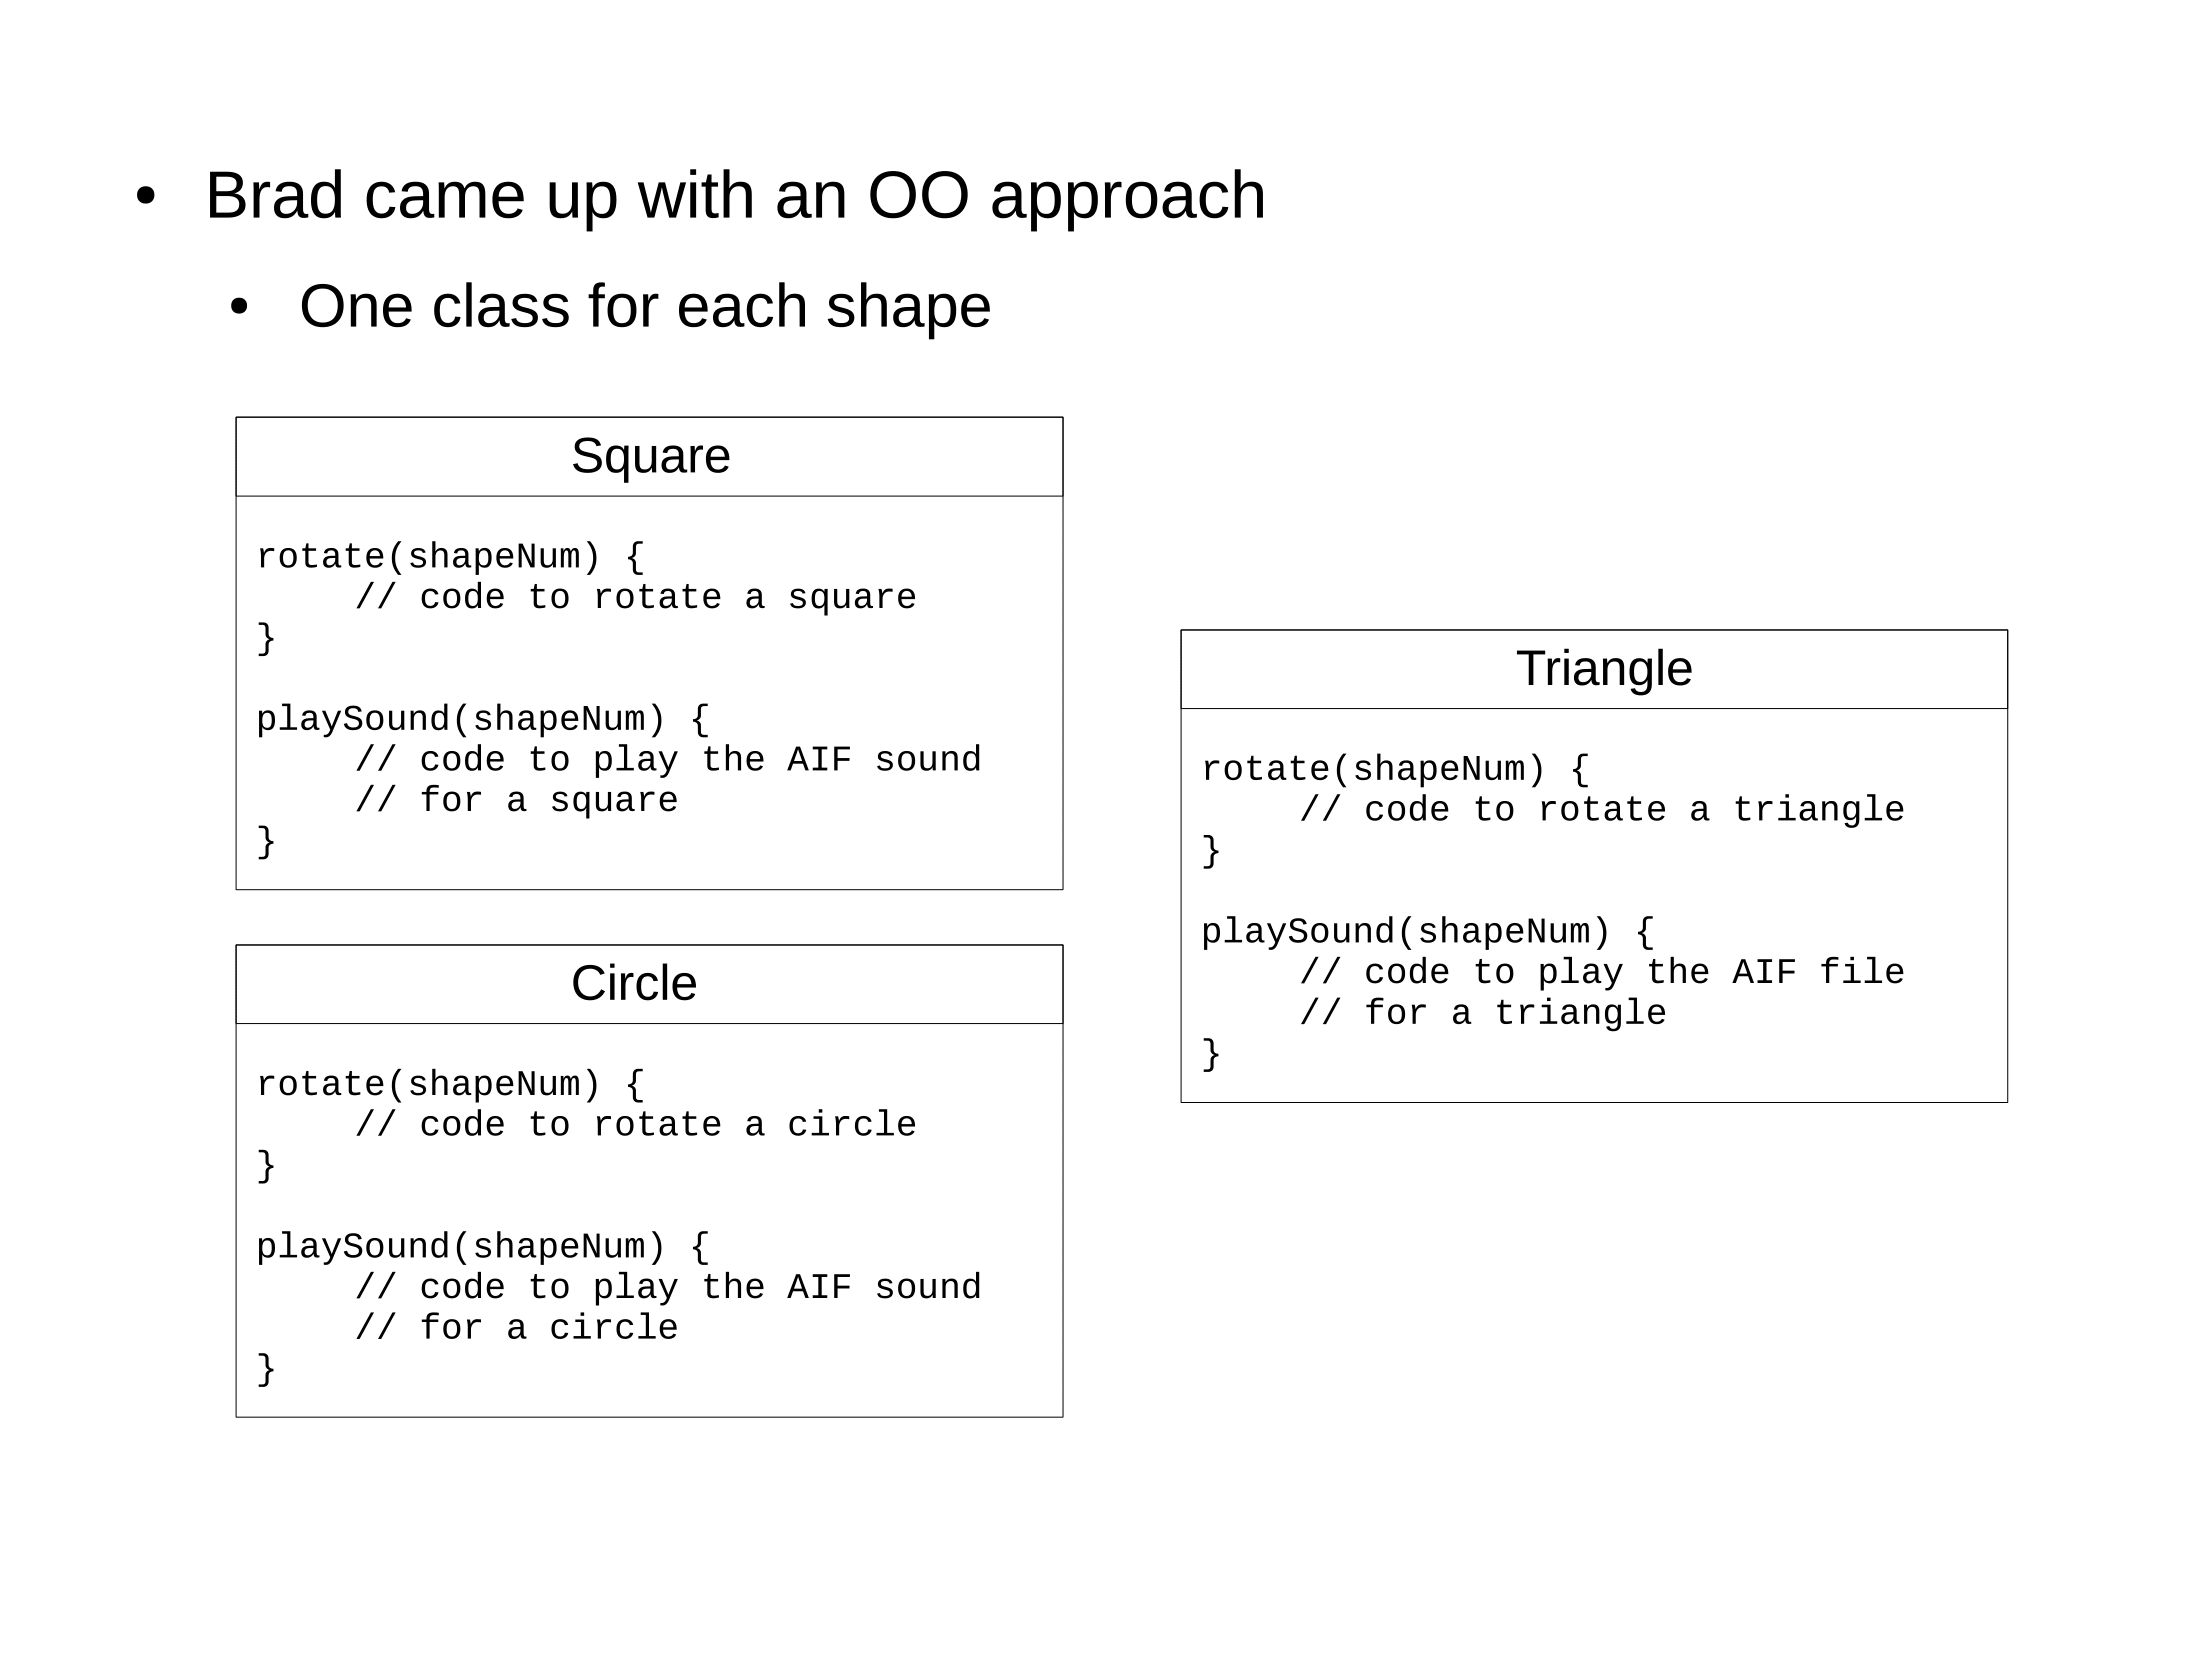 • Brad came up with an OO approach
• One class for each shape
Square
rotate(shapeNum) {
// code to rotate a square
}
playSound(shapeNum) {
// code to play the AIF sound
// for a square
}
Circle
rotate(shapeNum) {
// code to rotate a circle
}
playSound(shapeNum) {
// code to play the AIF sound
// for a circle
}
Triangle
rotate(shapeNum) {
// code to rotate a triangle
}
playSound(shapeNum) {
// code to play the AIF file
// for a triangle
}